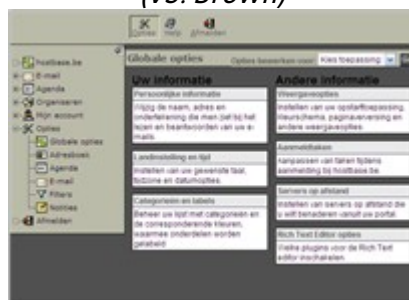 (vs. Brown)
Opties
Help
Afmelden
Globale opties
Opties bewerken voor:
Kies toepassing
hostbase.be
E-mail
Agenda
Organiseren
Mijn account
Opties
Globale opties
Adresboek
Agenda
E-mail
Filters
Notities
Afmelden
Uw informatie
Persoonlijke informatie
Wijzig de naam, adres en
ondertekening die men ziet bij het
lezen en beantwoorden van uw e-
mails.
Landinstelling en tijd
Instellen van uw gewenste taal,
tijdzone en datumopties.
Categorieën en labels
Beheer uw lijst met categorieën en
de corresponderende kleuren,
waarmee onderdelen worden
gelabeld
Andere informatie
Weergaveopties
Instellen van uw opstarttoepassing,
kleurschema, paginaverversing en
andere weergaveopties.
Aanmeldtaken
Aanpassen van taken tijdens
aanmelding bij hostbase.be.
Servers op afstand
Instellen van servers op afstand die
u wilt benaderen vanuit uw portal.
Rich Text Editor opties
Welke plugins voor de Rich Text
editor inschakelen.